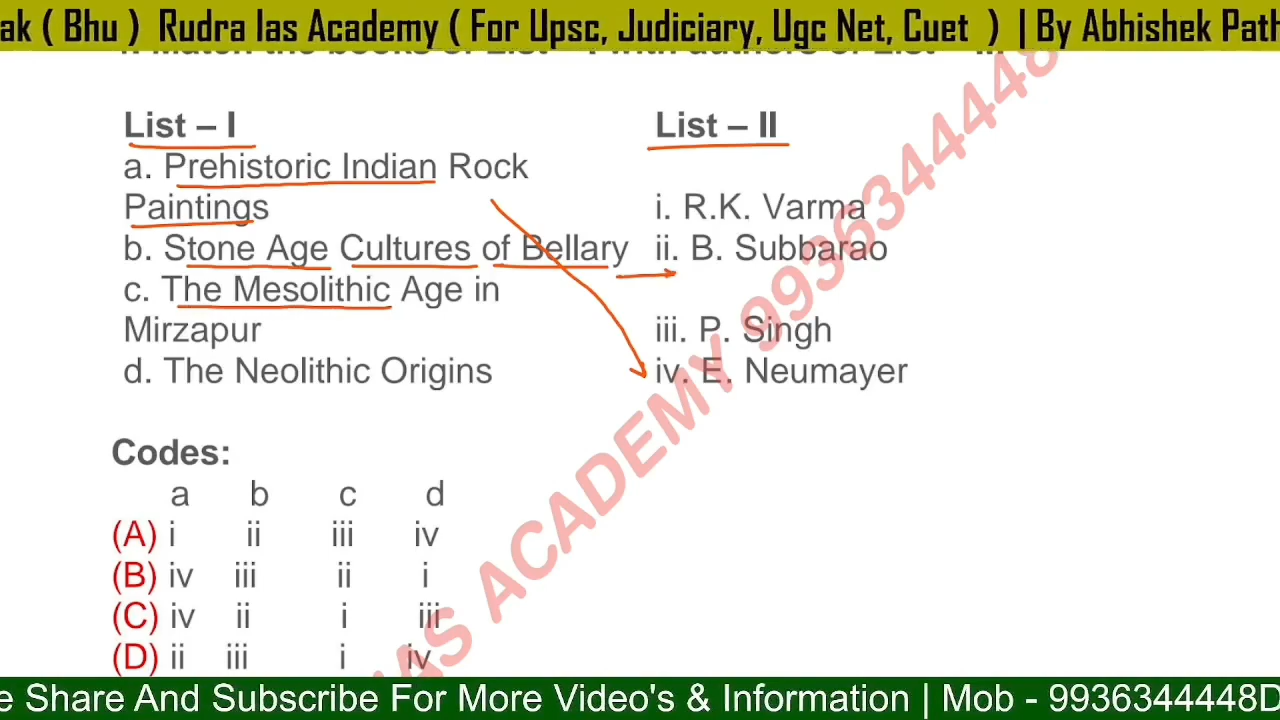 ak ( Bhu ) Rudra Ias Academy ( For Upsc, Judiciary, Ugc Net, Cuet ) | By Abhishek Path
List – I
List – II
a. Prehistoric Indian Rock
Paintings
i. R.K. Varma
b. Stone Age Cultures of Bellary
ii. B. Subbarao
c. The Mesolithic Age in
Mirzapur
iii. P. Singh
d. The Neolithic Origins
iv. E. Neumayer
Codes:
a b c d
(A) i ii iii iv
(B) iv iii ii i
(C) iv ii i iii
(D) ii iii i iv
IAS ACADEMY 9936344448
e Share And Subscribe For More Video's & Information | Mob - 9936344448D